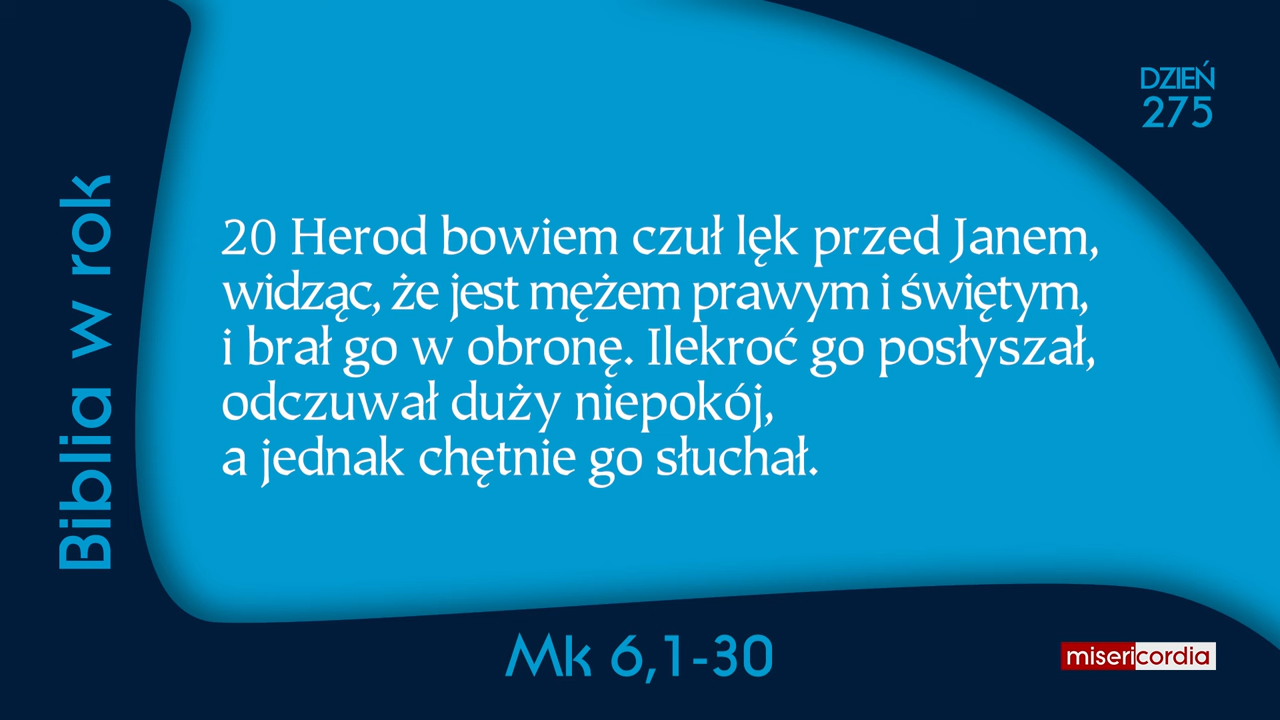 DZIEŃ
275
Biblia w rok
20 Herod bowiem czuł lęk przed Janem,
widząc, że jest mężem prawym i świętym,
i brał go w obronę. Ilekroć go posłyszał,
odczuwał duży niepokój,
a jednak chętnie go słuchał.
Mk 6,1-30
misericordia